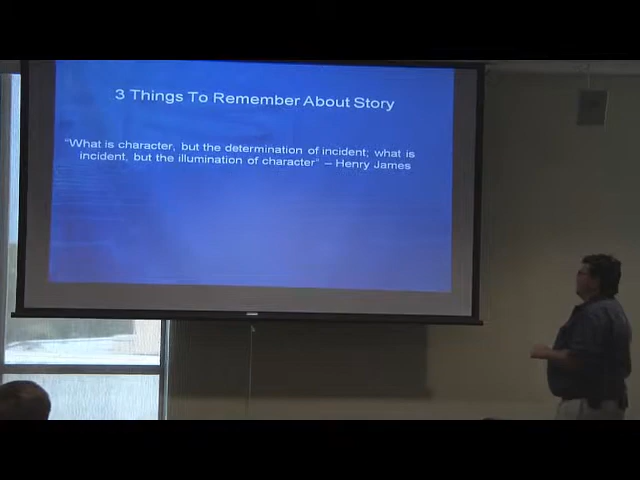 3 Things To Remember About Story
"What is character, but the determination of incident; what is
incident, but the illumination of character" – Henry James